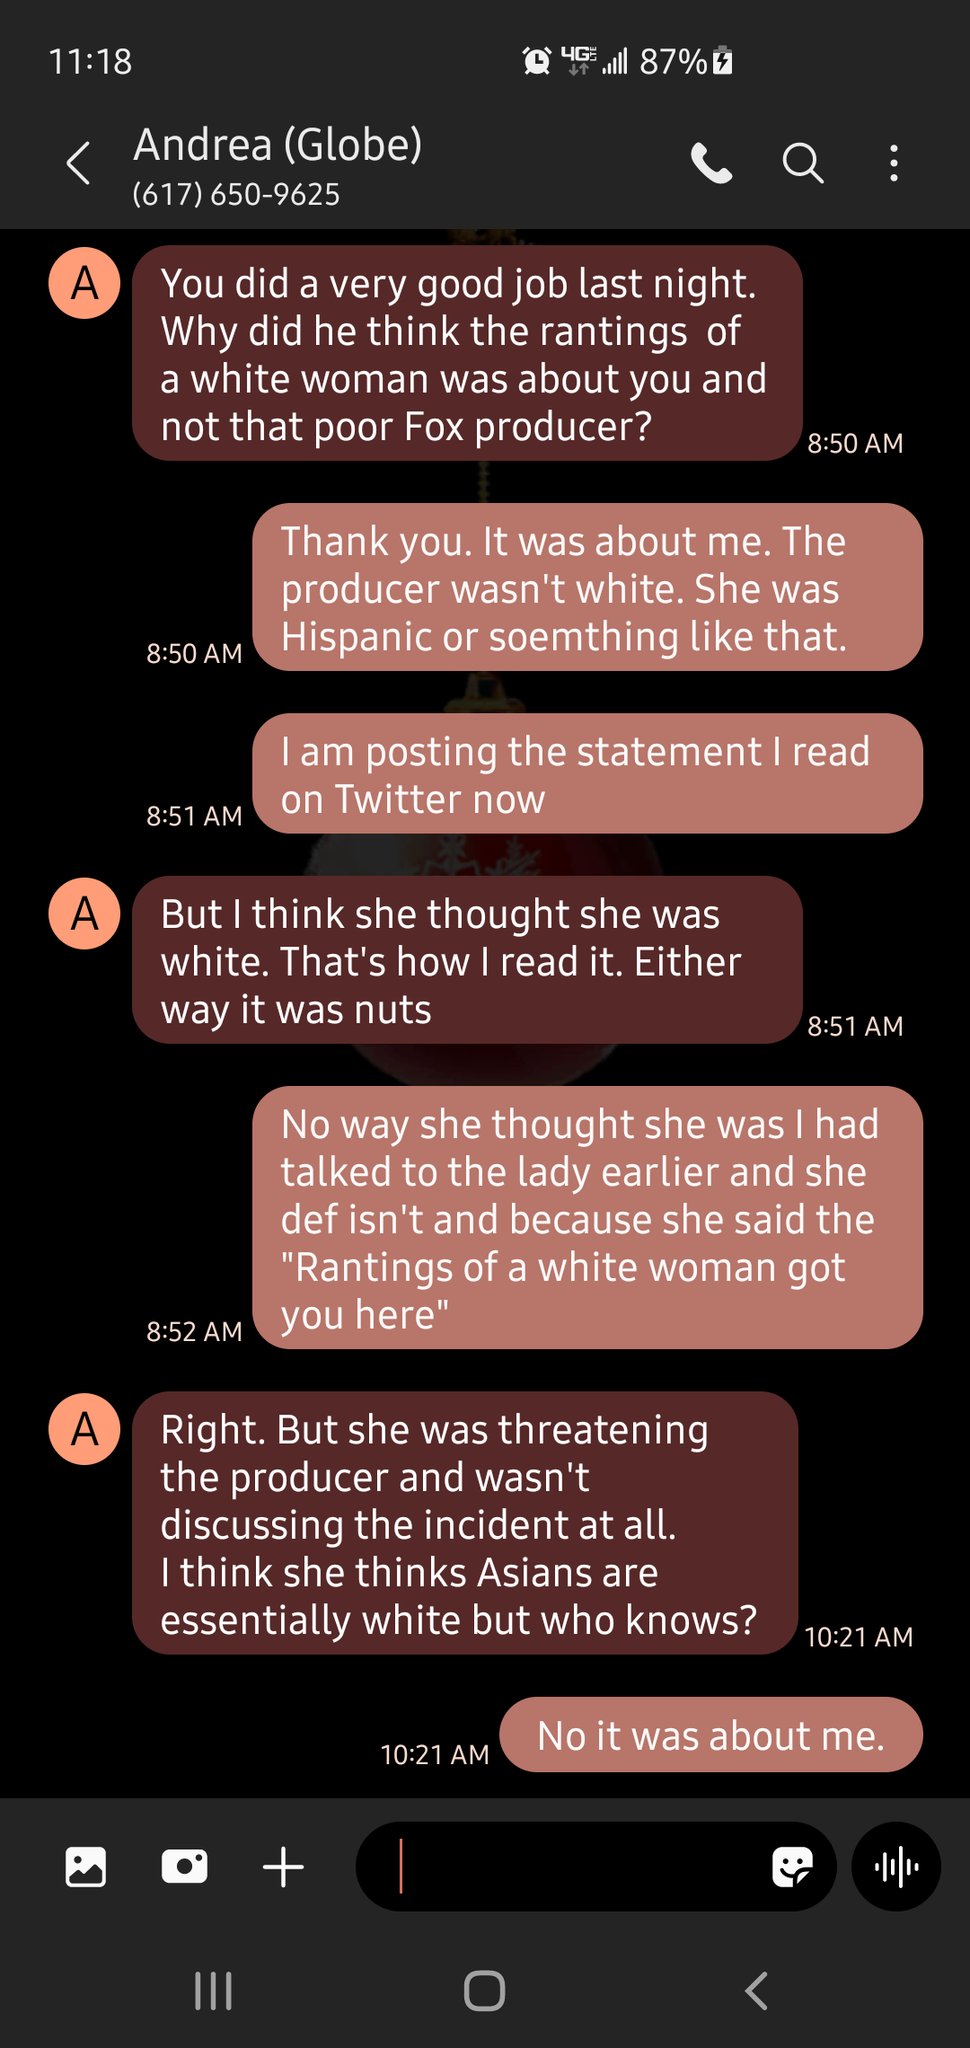 11:18
4G LTE 87%
Andrea (Globe)
(617) 650-9625
A
You did a very good job last night.
Why did he think the rantings  of
a white woman was about you and
not that poor Fox producer?
8:50 AM
Thank you. It was about me. The
producer wasn't white. She was
Hispanic or soemthing like that.
8:50 AM
I am posting the statement I read
on Twitter now
8:51 AM
A
But I think she thought she was
white. That's how I read it. Either
way it was nuts
8:51 AM
No way she thought she was I had
talked to the lady earlier and she
def isn't and because she said the
"Rantings of a white woman got
you here"
8:52 AM
A
Right. But she was threatening
the producer and wasn't
discussing the incident at all.
I think she thinks Asians are
essentially white but who knows?
10:21 AM
No it was about me.
10:21 AM